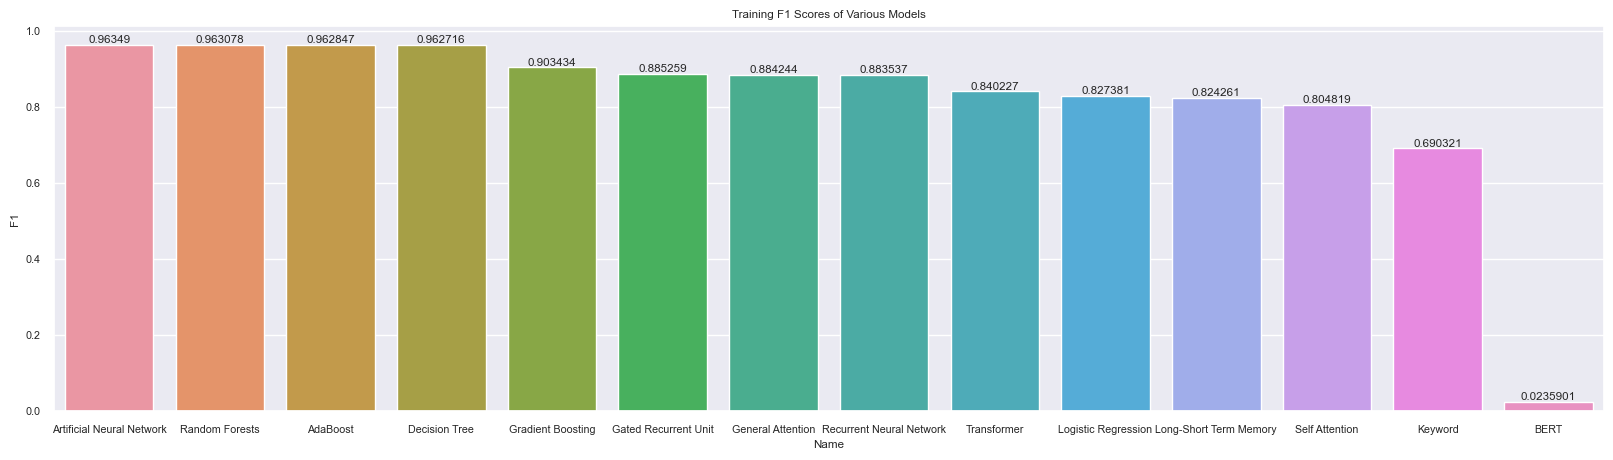 Training F1 Scores of Various Models
1.0
0.8
0.6
0.4
0.2
0.0
F1
0.96349
0.963078
0.962847
0.962716
0.903434
0.885259
0.884244
0.883537
0.840227
0.827381
0.824261
0.804819
0.690321
0.0235901
Artificial Neural Network
Random Forests
AdaBoost
Decision Tree
Gradient Boosting
Gated Recurrent Unit
General Attention
Recurrent Neural Network
Transformer
Logistic Regression
Long-Short Term Memory
Self Attention
Keyword
BERT
Name